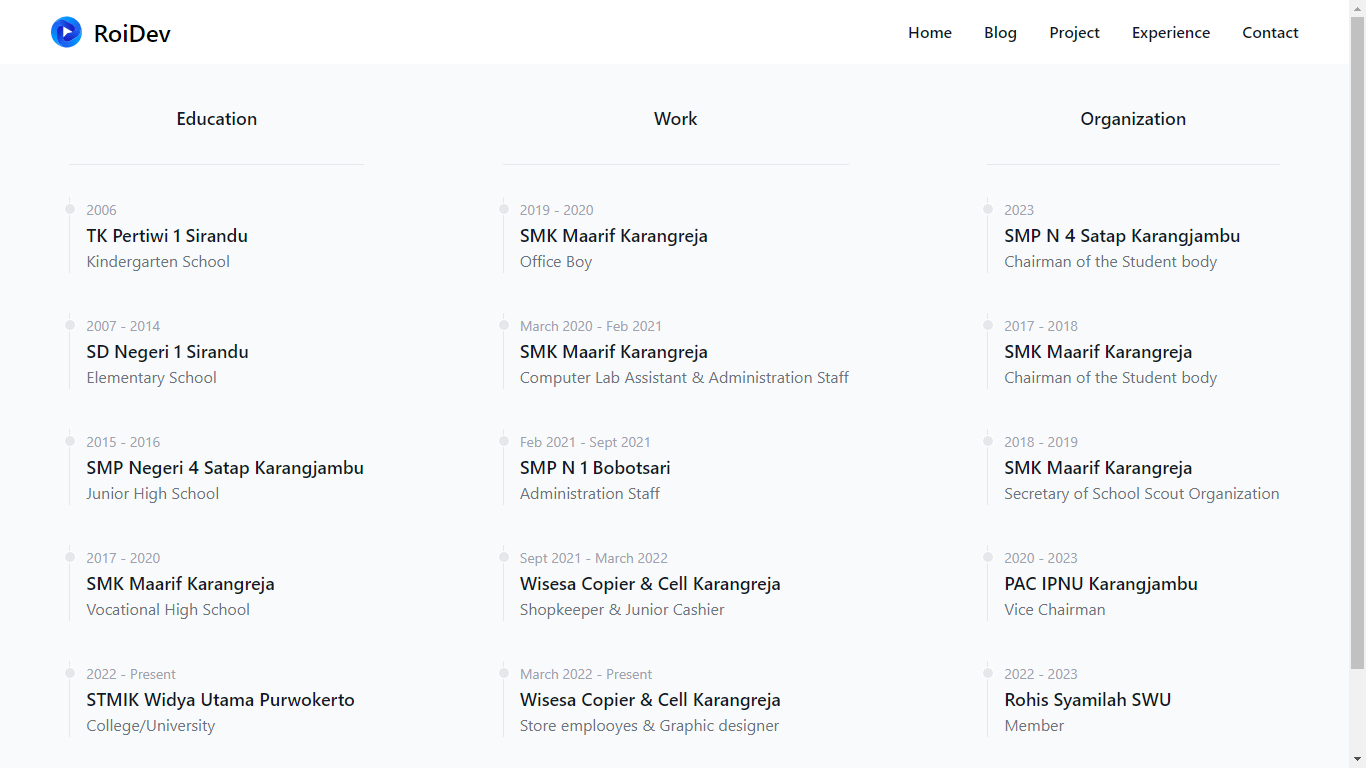 RoiDev
Home Blog Project Experience Contact
Education
2006
TK Pertiwi 1 Sirandu
Kindergarten School
2007 - 2014
SD Negeri 1 Sirandu
Elementary School
2015 - 2016
SMP Negeri 4 Satap Karangjambu
Junior High School
2017 - 2020
SMK Maarif Karangreja
Vocational High School
2022 - Present
STMIK Widya Utama Purwokerto
College/University
Work
2019 - 2020
SMK Maarif Karangreja
Office Boy
March 2020 - Feb 2021
SMK Maarif Karangreja
Computer Lab Assistant & Administration Staff
Feb 2021 - Sept 2021
SMP N 1 Bobotsari
Administration Staff
Sept 2021 - March 2022
Wisesa Copier & Cell Karangreja
Shopkeeper & Junior Cashier
March 2022 - Present
Wisesa Copier & Cell Karangreja
Store emplooyes & Graphic designer
Organization
2023
SMP N 4 Satap Karangjambu
Chairman of the Student body
2017 - 2018
SMK Maarif Karangreja
Chairman of the Student body
2018 - 2019
SMK Maarif Karangreja
Secretary of School Scout Organization
2020 - 2023
PAC IPNU Karangjambu
Vice Chairman
2022 - 2023
Rohis Syamilah SWU
Member